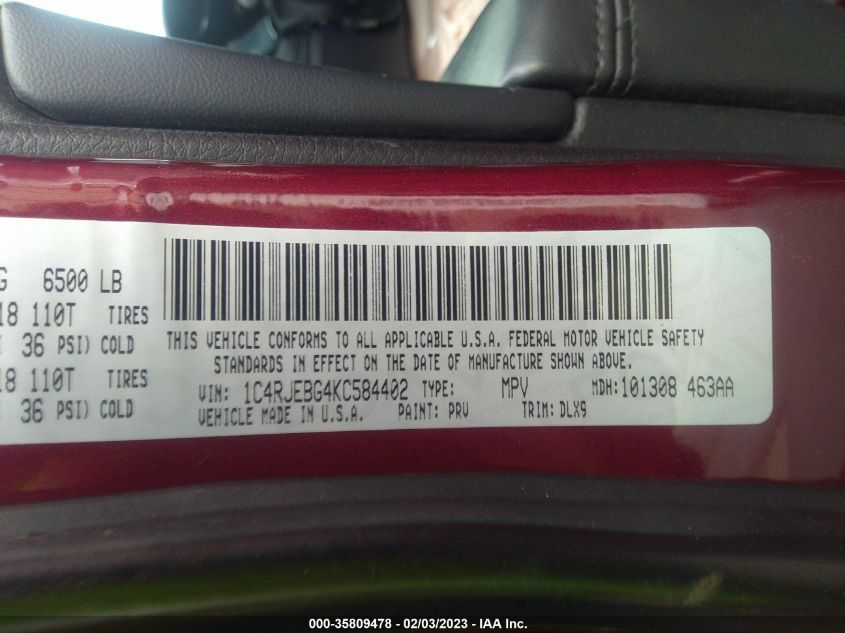 G 6500 LB
18 110T TIRES
36 PSI) COLD
18 110T TIRES
36 PSI) COLD
THIS VEHICLE CONFORMS TO ALL APPLICABLE U.S.A. FEDERAL MOTOR VEHICLE SAFETY
STANDARDS IN EFFECT ON THE DATE OF MANUFACTURE SHOWN ABOVE.
VIN: 1C4RJEBG4KC584402 TYPE: MPV MDH:101308 463AA
VEHICLE MADE IN U.S.A. PAINT: PRV TRIM: DLX9
000-35809478 - 02/03/2023 - IAA Inc.